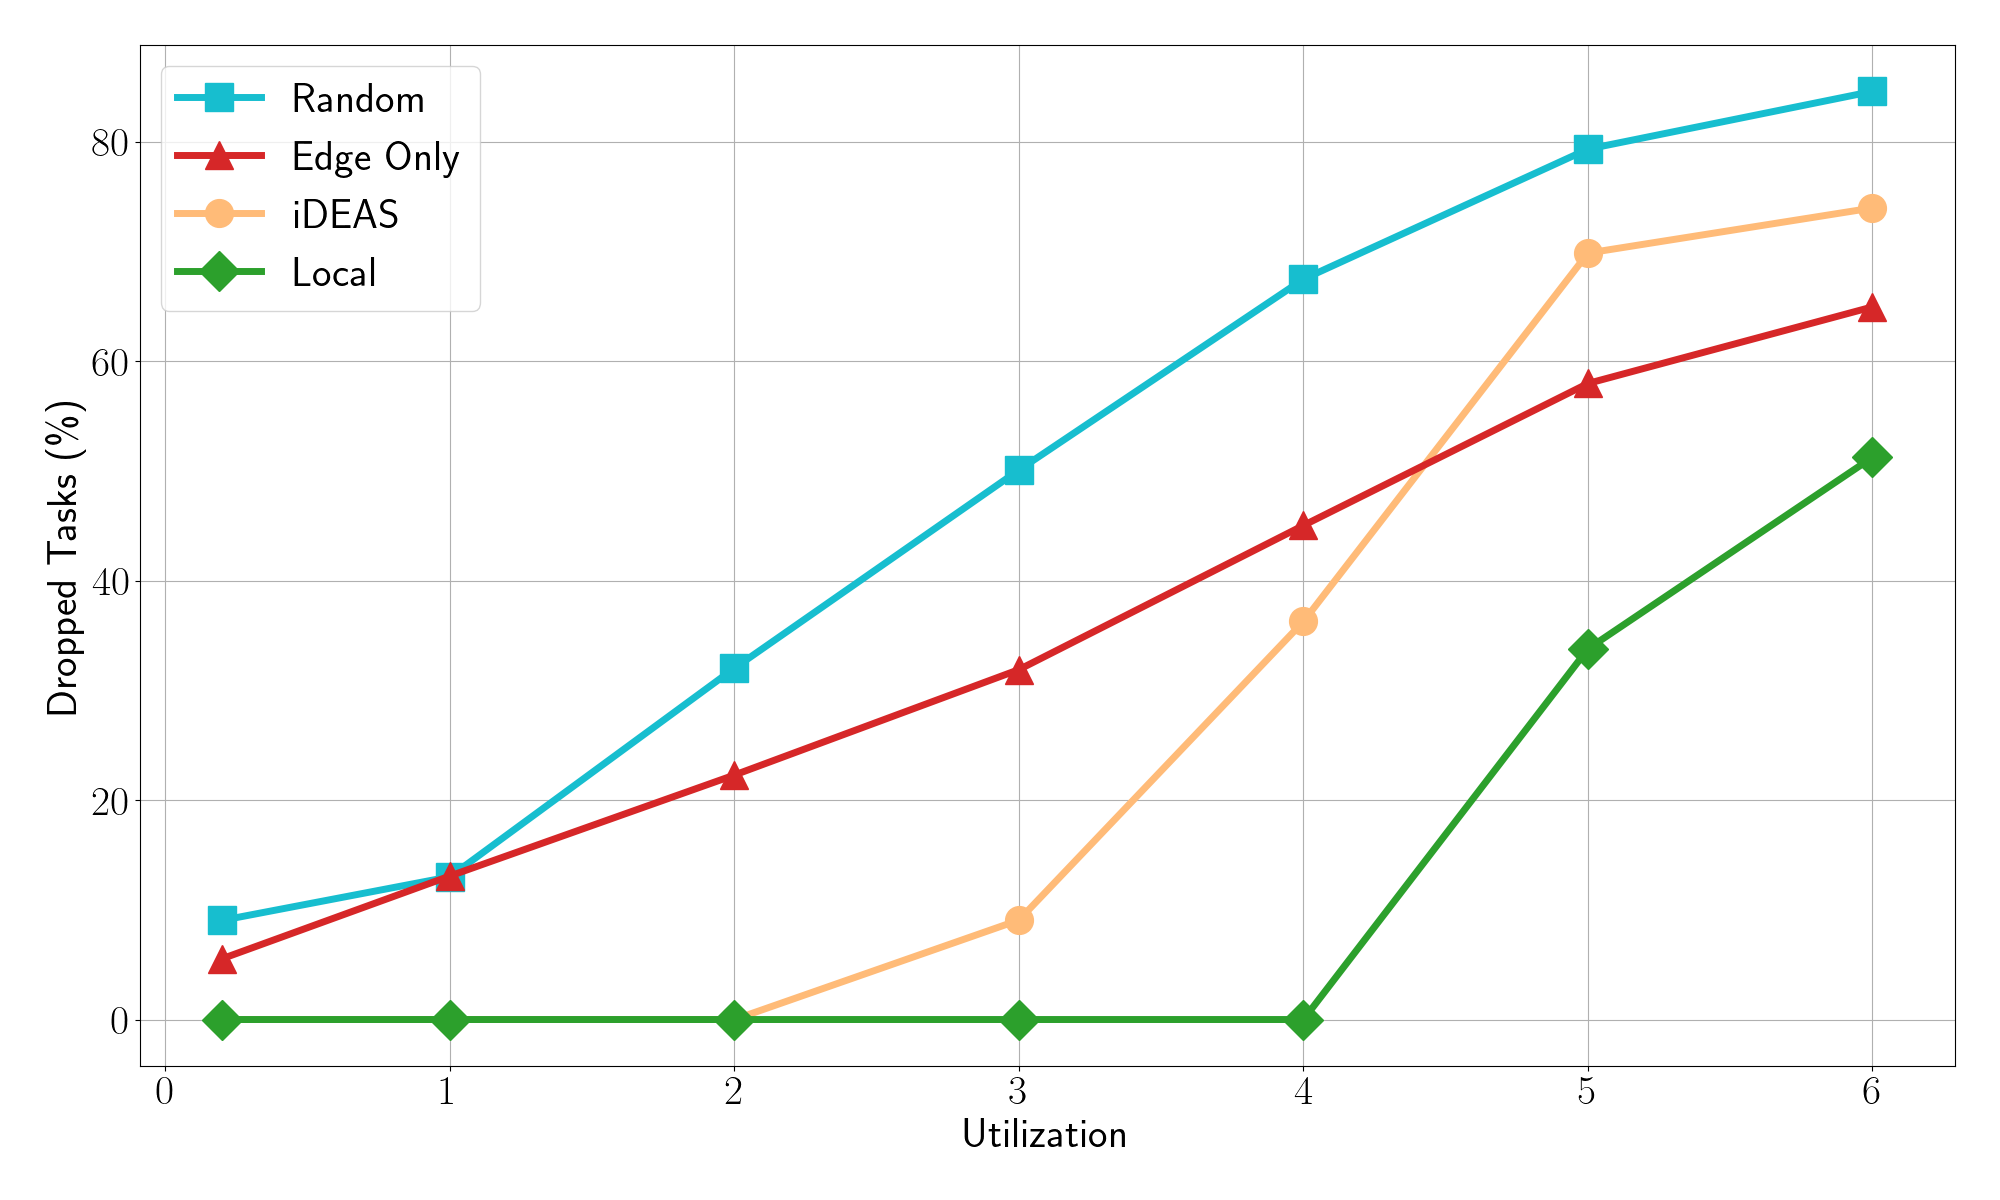 Random
Edge Only
iDEAS
Local
80
60
40
20
0
Dropped Tasks (%)
0 1 2 3 4 5 6
Utilization